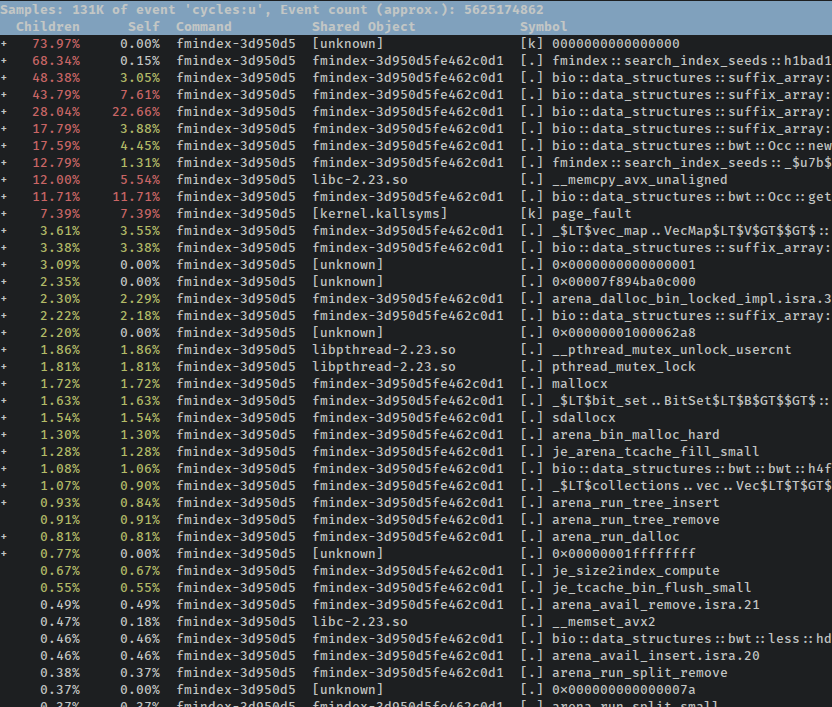 Samples: 131K of event 'cycles:u', Event count (approx.): 5625174862
Children Self Command Shared Object Symbol
+ 73.97% 0.00% fmindex-3d950d5 [unknown] [k] 0000000000000000
+ 68.34% 0.15% fmindex-3d950d5 fmindex-3d950d5fe462c0d1 [.] fmindex::search_index_seeds::h1bad1
+ 48.38% 3.05% fmindex-3d950d5 fmindex-3d950d5fe462c0d1 [.] bio::data_structures::suffix_array:
+ 43.79% 7.61% fmindex-3d950d5 fmindex-3d950d5fe462c0d1 [.] bio::data_structures::suffix_array:
+ 28.04% 22.66% fmindex-3d950d5 fmindex-3d950d5fe462c0d1 [.] bio::data_structures::suffix_array:
+ 17.79% 3.88% fmindex-3d950d5 fmindex-3d950d5fe462c0d1 [.] bio::data_structures::suffix_array:
+ 17.59% 4.45% fmindex-3d950d5 fmindex-3d950d5fe462c0d1 [.] bio::data_structures::bwt::Occ::new
+ 12.79% 1.31% fmindex-3d950d5 fmindex-3d950d5fe462c0d1 [.] fmindex::search_index_seeds::_$u7b$
+ 12.00% 5.54% fmindex-3d950d5 libc-2.23.so [.] __memcpy_avx_unaligned
+ 11.71% 11.71% fmindex-3d950d5 fmindex-3d950d5fe462c0d1 [.] bio::data_structures::bwt::Occ::get
+ 7.39% 7.39% fmindex-3d950d5 [kernel.kallsyms] [k] page_fault
+ 3.61% 3.55% fmindex-3d950d5 fmindex-3d950d5fe462c0d1 [.] _$LT$vec_map..VecMap$LT$V$GT$$GT$::
+ 3.38% 3.38% fmindex-3d950d5 fmindex-3d950d5fe462c0d1 [.] bio::data_structures::suffix_array:
+ 3.09% 0.00% fmindex-3d950d5 [unknown] [.] 0x0000000000000001
+ 2.35% 0.00% fmindex-3d950d5 [unknown] [.] 0x00007f894ba0c000
+ 2.30% 2.29% fmindex-3d950d5 fmindex-3d950d5fe462c0d1 [.] arena_dalloc_bin_locked_impl.isra.3
+ 2.22% 2.18% fmindex-3d950d5 fmindex-3d950d5fe462c0d1 [.] bio::data_structures::suffix_array:
+ 2.20% 0.00% fmindex-3d950d5 [unknown] [.] 0x00000001000062a8
+ 1.86% 1.86% fmindex-3d950d5 libpthread-2.23.so [.] __pthread_mutex_unlock_usercnt
+ 1.81% 1.81% fmindex-3d950d5 libpthread-2.23.so [.] pthread_mutex_lock
+ 1.72% 1.72% fmindex-3d950d5 fmindex-3d950d5fe462c0d1 [.] mallocx
+ 1.63% 1.63% fmindex-3d950d5 fmindex-3d950d5fe462c0d1 [.] _$LT$bit_set..BitSet$LT$B$GT$$GT$::
+ 1.54% 1.54% fmindex-3d950d5 fmindex-3d950d5fe462c0d1 [.] sdallocx
+ 1.30% 1.30% fmindex-3d950d5 fmindex-3d950d5fe462c0d1 [.] arena_bin_malloc_hard
+ 1.28% 1.28% fmindex-3d950d5 fmindex-3d950d5fe462c0d1 [.] je_arena_tcache_fill_small
+ 1.08% 1.06% fmindex-3d950d5 fmindex-3d950d5fe462c0d1 [.] bio::data_structures::bwt::bwt::h4f
+ 1.07% 0.90% fmindex-3d950d5 fmindex-3d950d5fe462c0d1 [.] _$LT$collections..vec..Vec$LT$T$GT$
+ 0.93% 0.84% fmindex-3d950d5 fmindex-3d950d5fe462c0d1 [.] arena_run_tree_insert
0.91% 0.91% fmindex-3d950d5 fmindex-3d950d5fe462c0d1 [.] arena_run_tree_remove
+ 0.81% 0.81% fmindex-3d950d5 fmindex-3d950d5fe462c0d1 [.] arena_run_dalloc
+ 0.77% 0.00% fmindex-3d950d5 [unknown] [.] 0x00000001ffffffff
0.67% 0.67% fmindex-3d950d5 fmindex-3d950d5fe462c0d1 [.] je_size2index_compute
0.55% 0.55% fmindex-3d950d5 fmindex-3d950d5fe462c0d1 [.] je_tcache_bin_flush_small
0.49% 0.49% fmindex-3d950d5 fmindex-3d950d5fe462c0d1 [.] arena_avail_remove.isra.21
0.47% 0.18% fmindex-3d950d5 libc-2.23.so [.] __memset_avx2
0.46% 0.46% fmindex-3d950d5 fmindex-3d950d5fe462c0d1 [.] bio::data_structures::bwt::less::hd
0.46% 0.46% fmindex-3d950d5 fmindex-3d950d5fe462c0d1 [.] arena_avail_insert.isra.20
0.38% 0.37% fmindex-3d950d5 fmindex-3d950d5fe462c0d1 [.] arena_run_split_remove
0.37% 0.00% fmindex-3d950d5 [unknown] [.] 0x000000000000007a
0.37% 0.37% fmindex-3d950d5 fmindex-3d950d5fe462c0d1 [.] arena_run_split_small